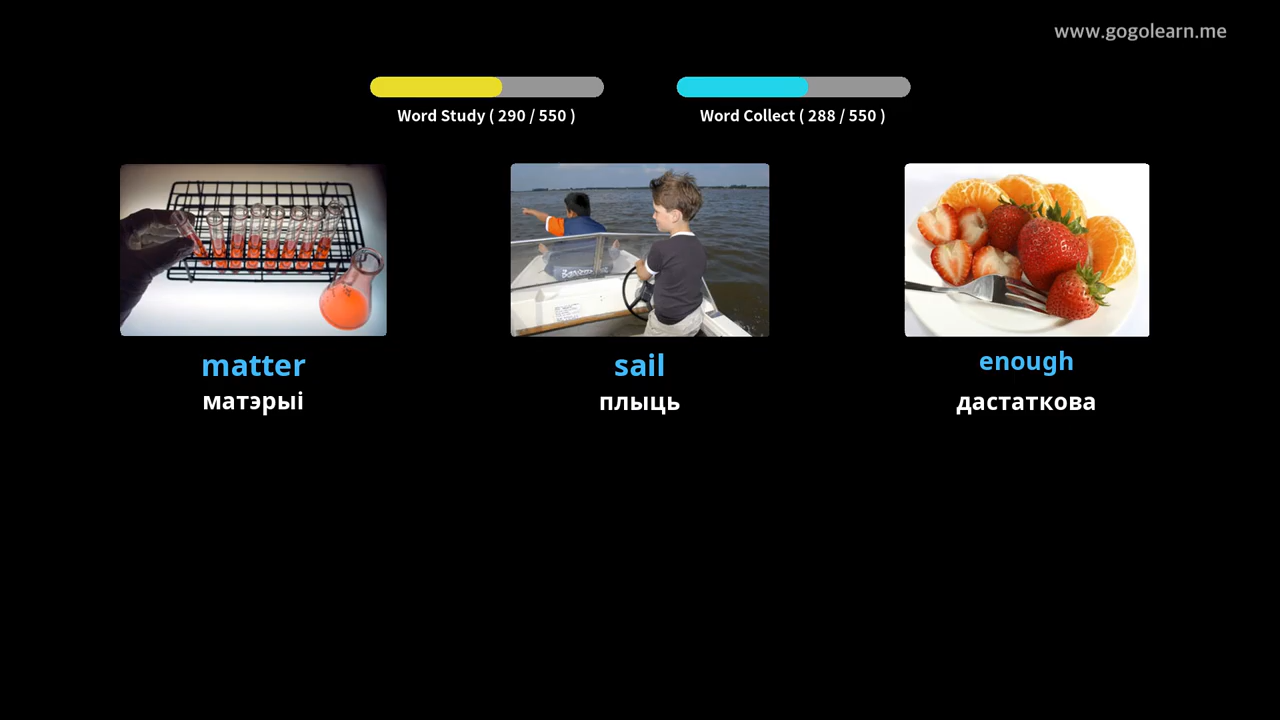 www.gogolearn.me
Word Study ( 290 / 550 )
Word Collect ( 288 / 550 )
matter
матэрыі
sail
плыць
enough
дастаткова